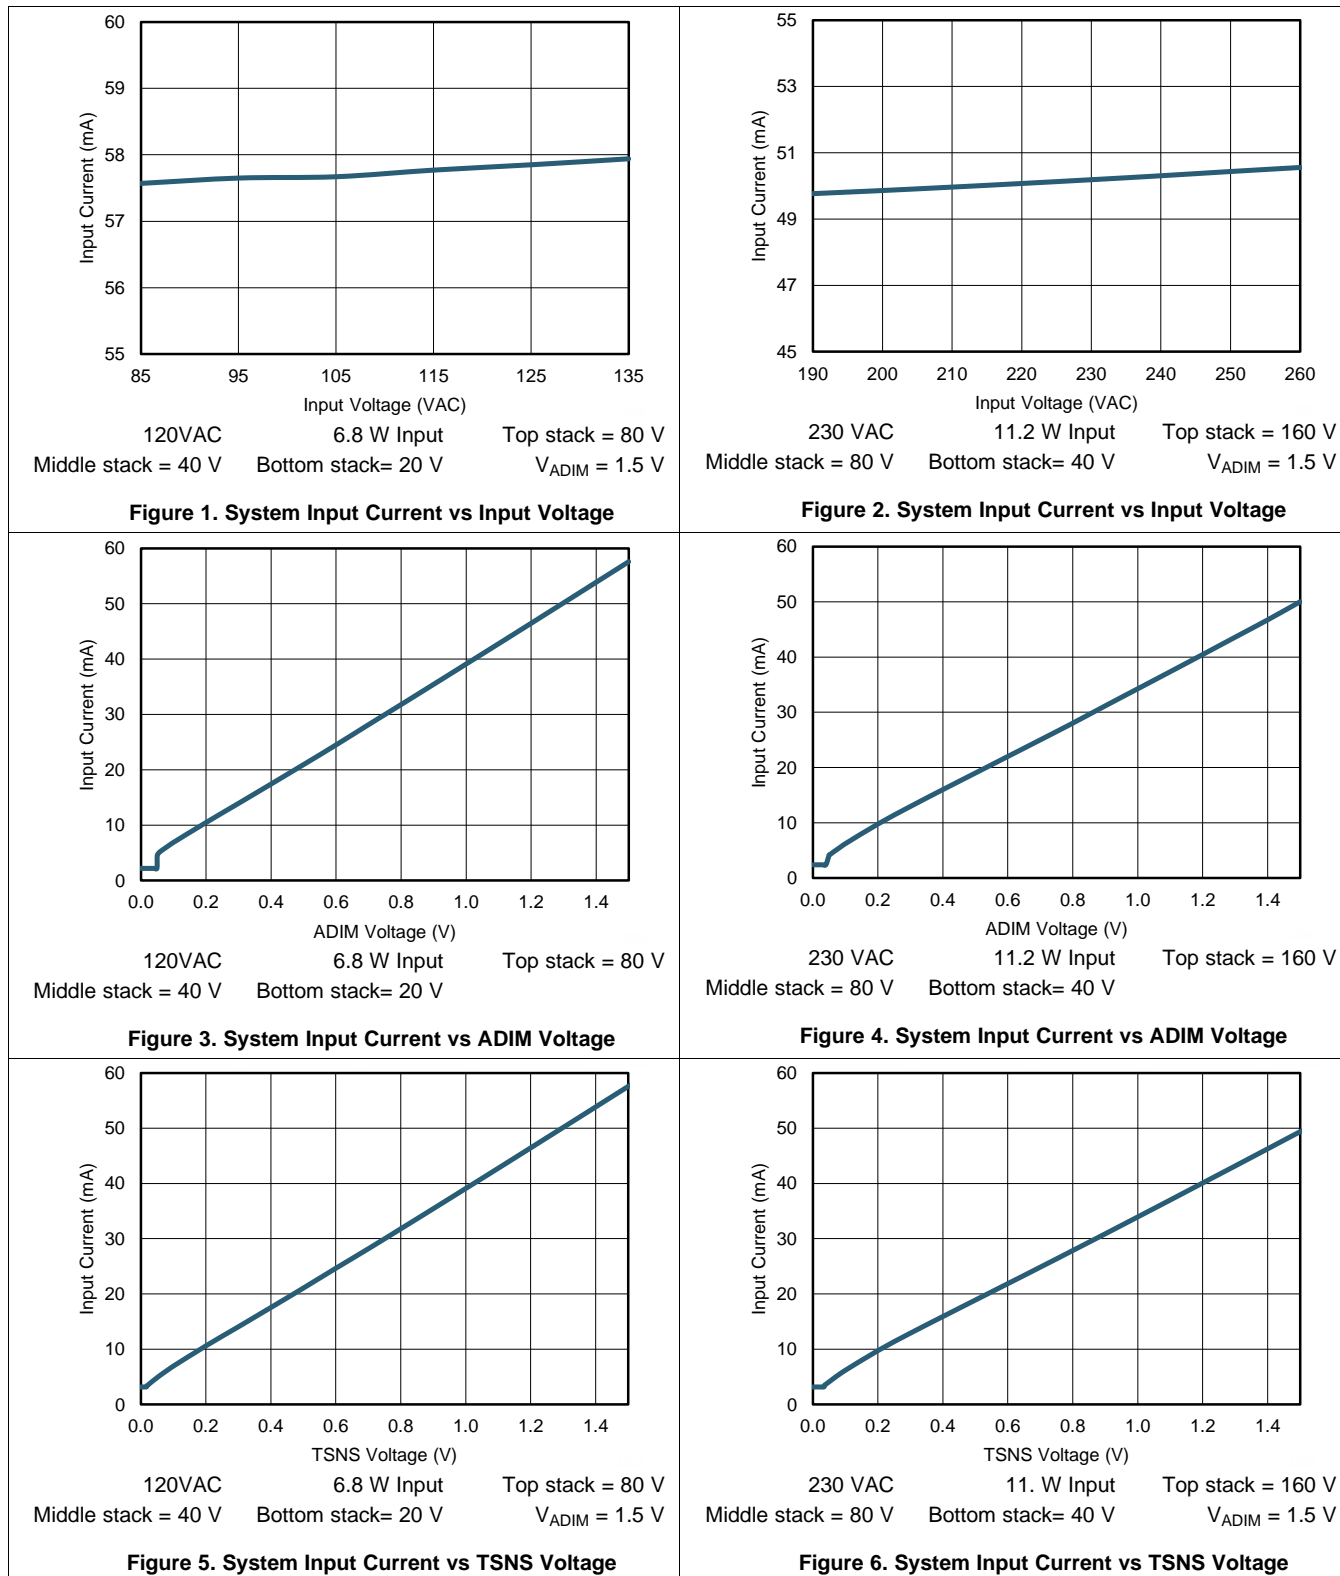 60
59
58
57
56
55
Input Current (mA)
85 95 105 115 125 135
Input Voltage (VAC)
120VAC 6.8 W Input Top stack = 80 V
Middle stack = 40 V Bottom stack= 20 V VADIM = 1.5 V
Figure 1. System Input Current vs Input Voltage
55
53
51
49
47
45
Input Current (mA)
190 200 210 220 230 240 250 260
Input Voltage (VAC)
230 VAC 11.2 W Input Top stack = 160 V
Middle stack = 80 V Bottom stack= 40 V VADIM = 1.5 V
Figure 2. System Input Current vs Input Voltage
60
50
40
30
20
10
0
Input Current (mA)
0.0 0.2 0.4 0.6 0.8 1.0 1.2 1.4
ADIM Voltage (V)
120VAC 6.8 W Input Top stack = 80 V
Middle stack = 40 V Bottom stack= 20 V
Figure 3. System Input Current vs ADIM Voltage
60
50
40
30
20
10
0
Input Current (mA)
0.0 0.2 0.4 0.6 0.8 1.0 1.2 1.4
ADIM Voltage (V)
230 VAC 11.2 W Input Top stack = 160 V
Middle stack = 80 V Bottom stack= 40 V
Figure 4. System Input Current vs ADIM Voltage
60
50
40
30
20
10
0
Input Current (mA)
0.0 0.2 0.4 0.6 0.8 1.0 1.2 1.4
TSNS Voltage (V)
120VAC 6.8 W Input Top stack = 80 V
Middle stack = 40 V Bottom stack= 20 V VADIM = 1.5 V
Figure 5. System Input Current vs TSNS Voltage
60
50
40
30
20
10
0
Input Current (mA)
0.0 0.2 0.4 0.6 0.8 1.0 1.2 1.4
TSNS Voltage (V)
230 VAC 11. W Input Top stack = 160 V
Middle stack = 80 V Bottom stack= 40 V VADIM = 1.5 V
Figure 6. System Input Current vs TSNS Voltage